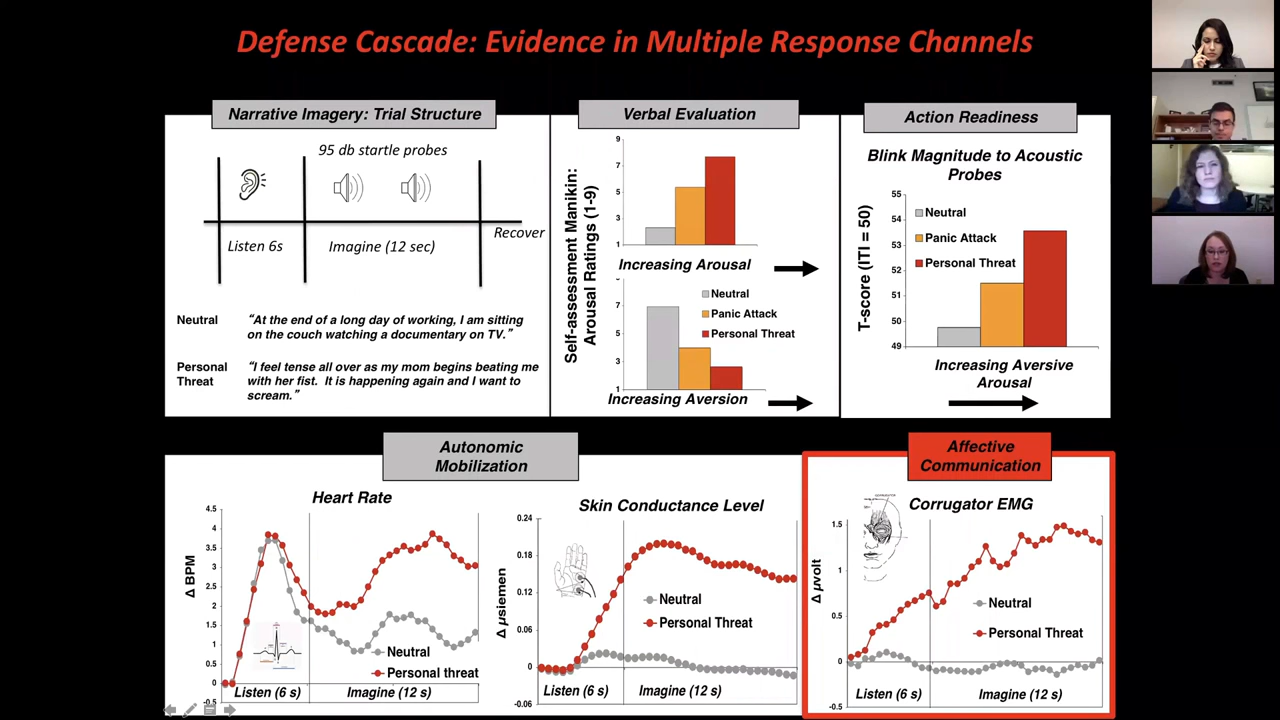 Defense Cascade: Evidence in Multiple Response Channels
Narrative Imagery: Trial Structure
95 db startle probes
Listen 6s
Imagine (12 sec)
Recover
Neutral
“At the end of a long day of working, I am sitting
on the couch watching a documentary on TV.”
Personal
Threat
“I feel tense all over as my mom begins beating me
with her fist. It is happening again and I want to
scream.”
Verbal Evaluation
Self-assessment Manikin:
Arousal Ratings (1-9)
9
7
5
3
1
Increasing Arousal
7
5
3
1
Neutral
Panic Attack
Personal Threat
Increasing Aversion
Action Readiness
Blink Magnitude to Acoustic
Probes
T-score (ITI = 50)
55
54
53
52
51
50
49
Neutral
Panic Attack
Personal Threat
Increasing Aversive
Arousal
Autonomic
Mobilization
Heart Rate
Δ BPM
4.5
4
3.5
3
2.5
2
1.5
1
0.5
0
-0.5
Neutral
Personal threat
Listen (6 s)
Imagine (12 s)
Skin Conductance Level
Δ µsiemen
0.24
0.18
0.12
0.06
0
-0.06
Neutral
Personal Threat
Listen (6 s)
Imagine (12 s)
Affective
Communication
Corrugator EMG
Δ µvolt
1.5
1
0.5
0
-0.5
Neutral
Personal Threat
Listen (6 s)
Imagine (12 s)